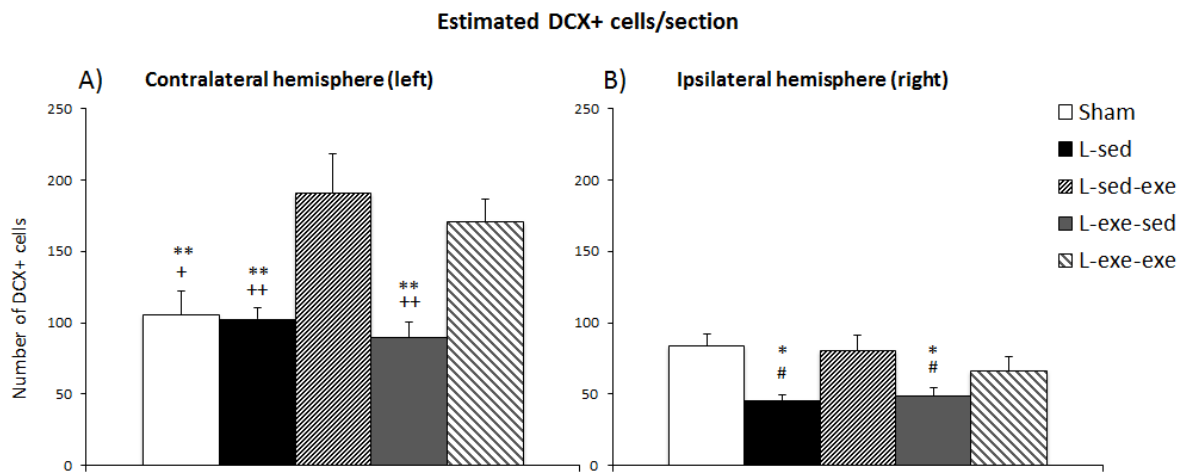 Estimated DCX+ cells/section
A) Contralateral hemisphere (left)
Number of DCX+ cells
250
200
150
100
50
0
**
+
**
++
**
++
B) Ipsilateral hemisphere (right)
250
200
150
100
50
0
*
#
*
#
Sham
L-sed
L-sed-exe
L-exe-sed
L-exe-exe